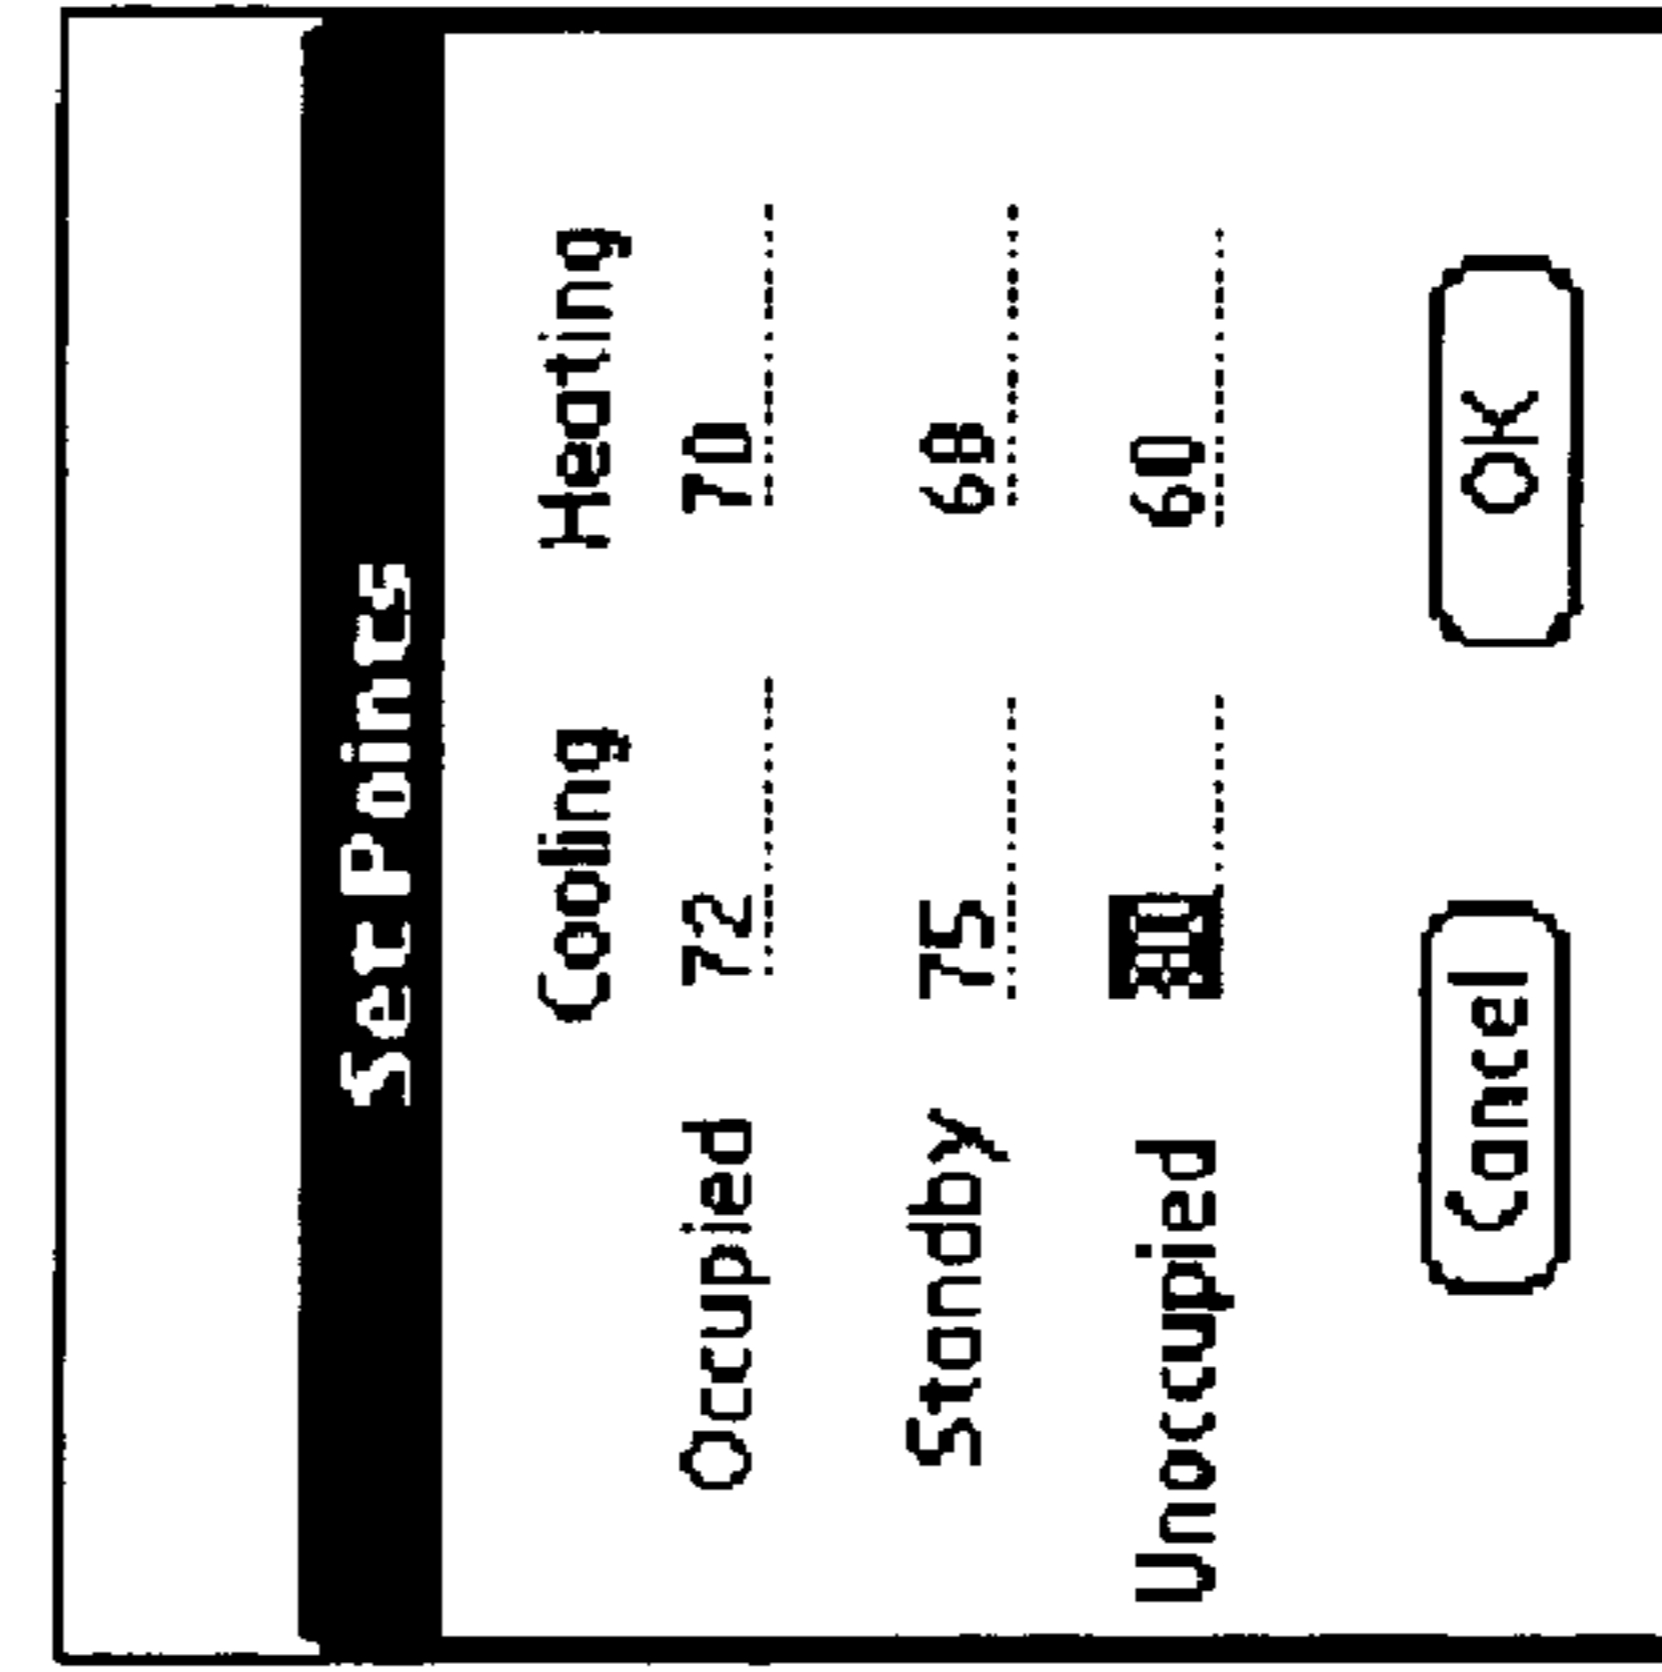 Set Points
Cooling Heating
Occupied 72 70
Standby 75 68
Unoccupied 80 60
Cancel OK